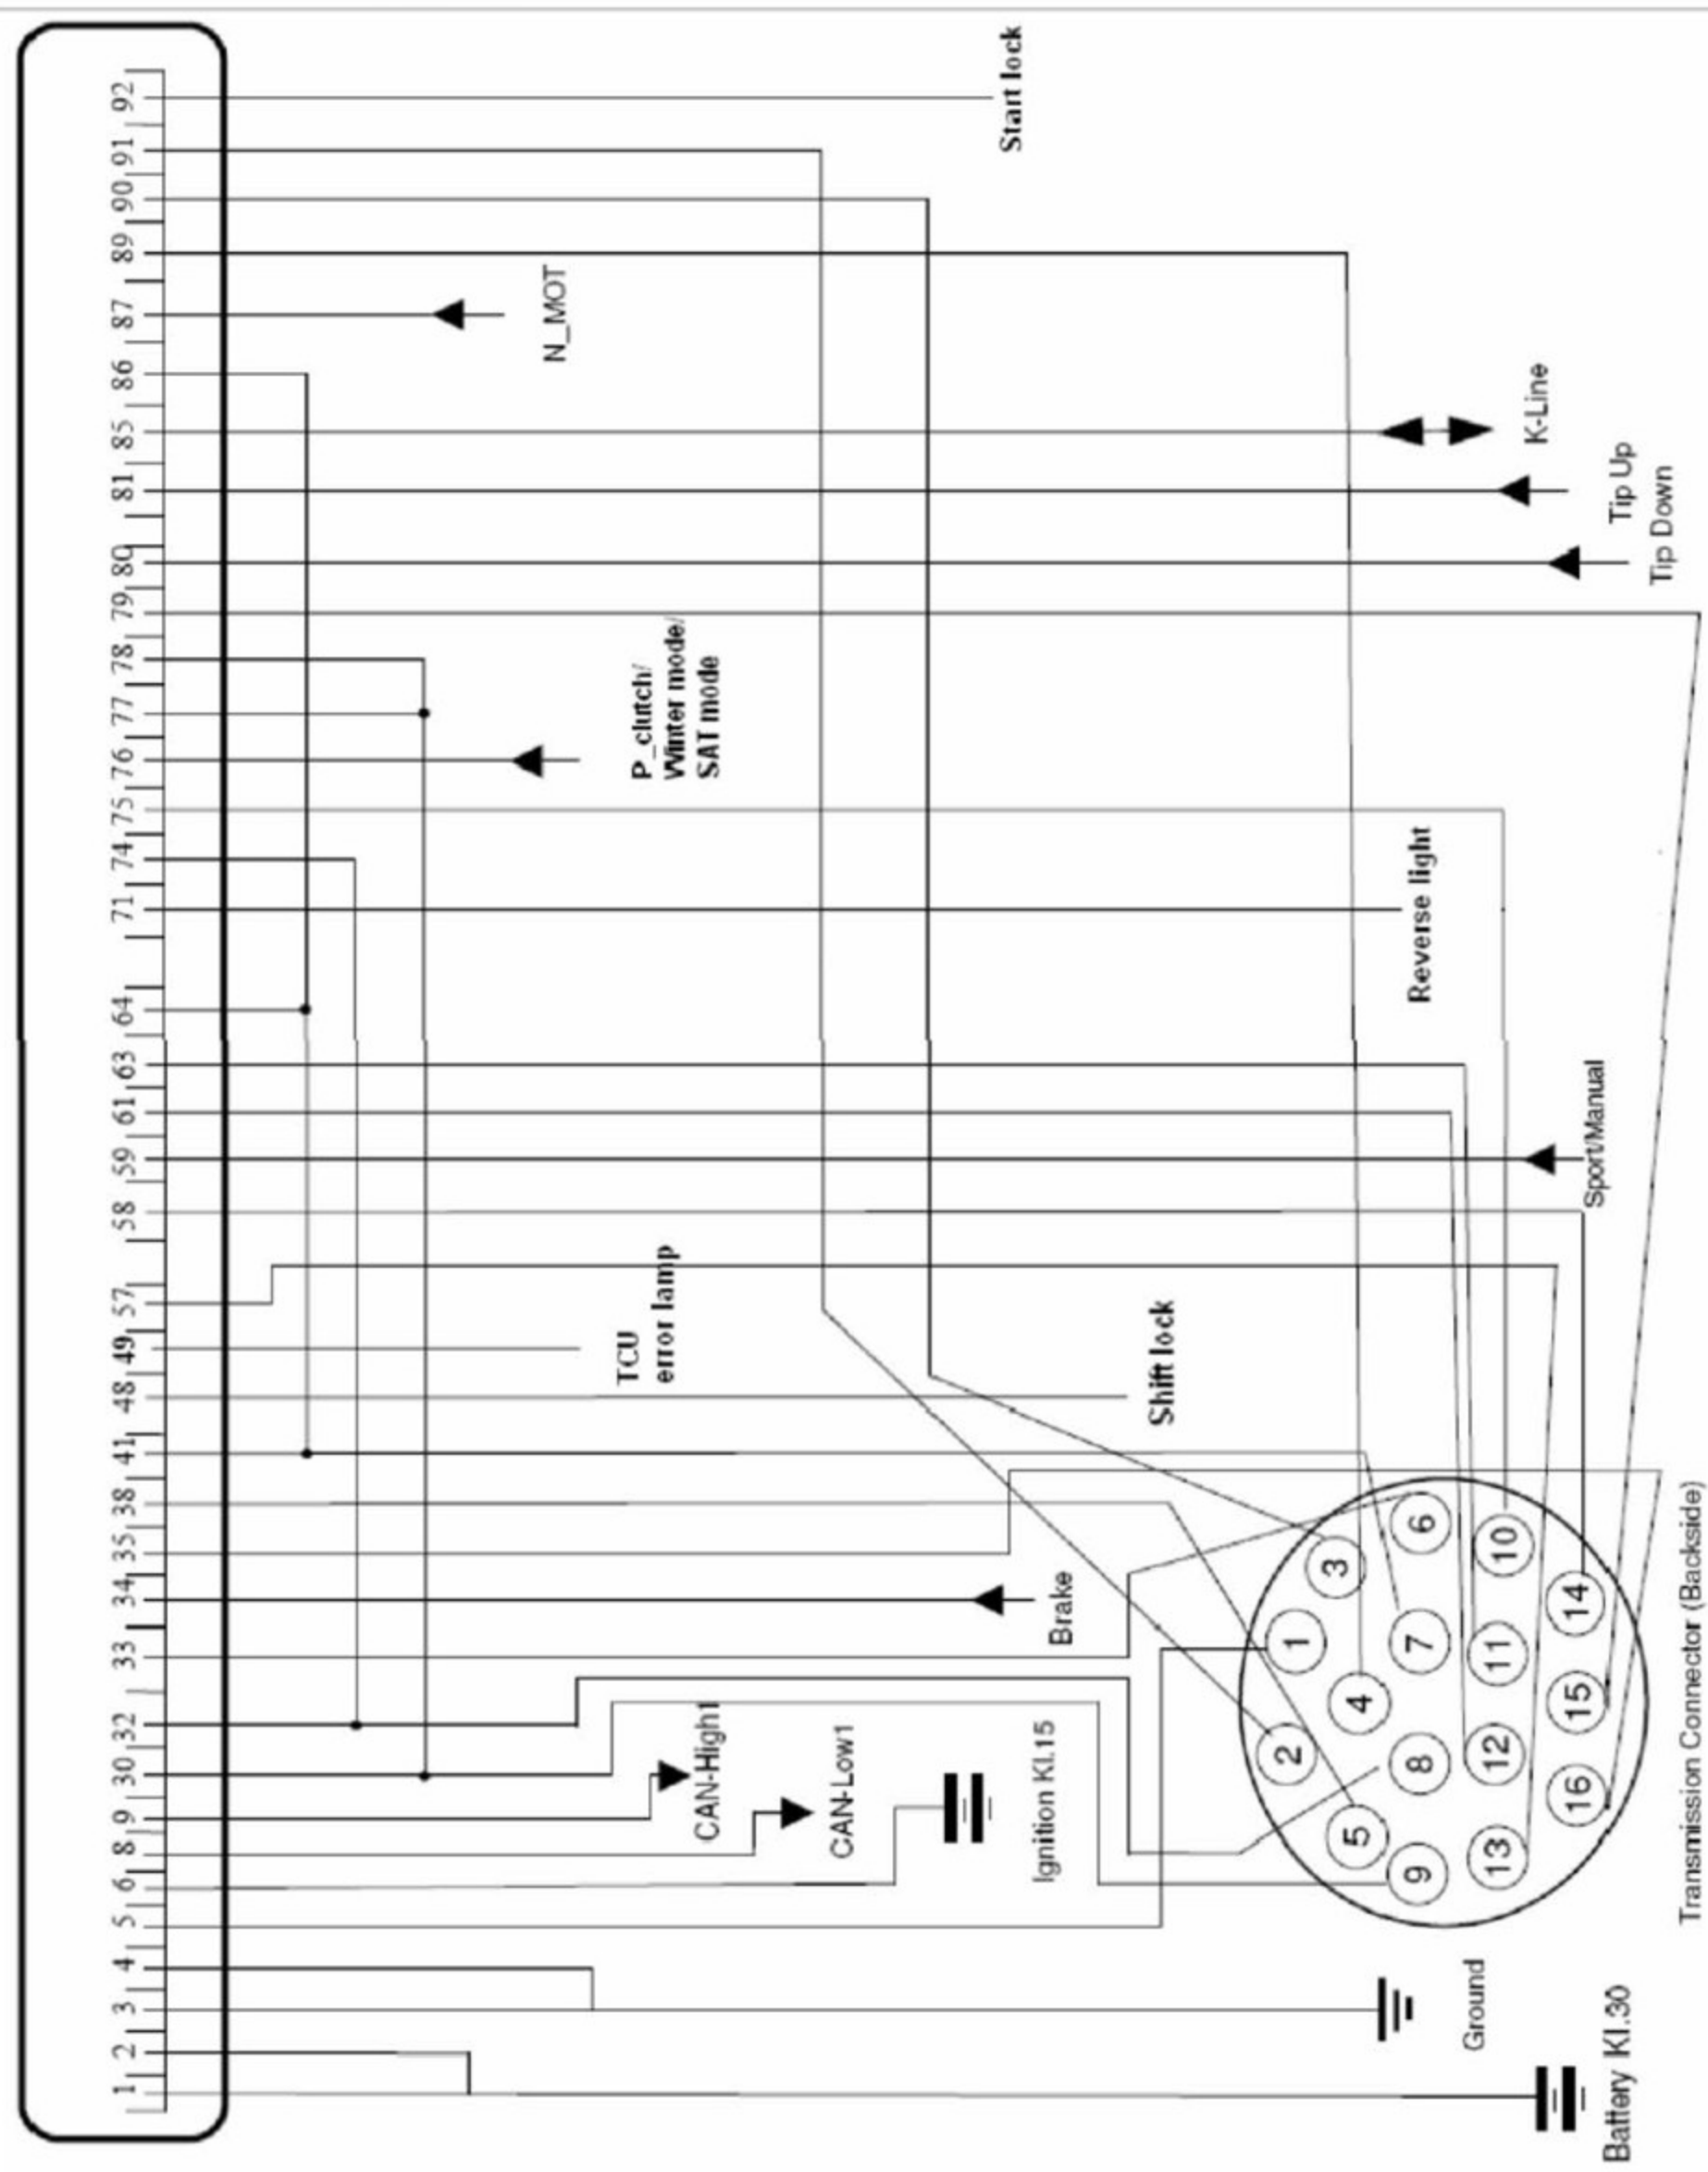 1 2 3 4 5 6 8 9 30 32 33 34 35 38 41 48 49 57 58 59 61 63 64 71 74 75 76 77 78 79 80 81 85 86 87 89 90 91 92
Start lock
N_MOT
K-Line
Tip Up
Tip Down
P_clutch/
Winter mode/
SAT mode
Reverse light
Sport/Manual
TCU
error lamp
Shift lock
Brake
CAN-High1
CAN-Low1
Ignition Kl.15
Ground
Battery Kl.30
2 1 3
5 4
9 8 7 6
13 12 11 10
16 15 14
Transmission Connector (Backside)